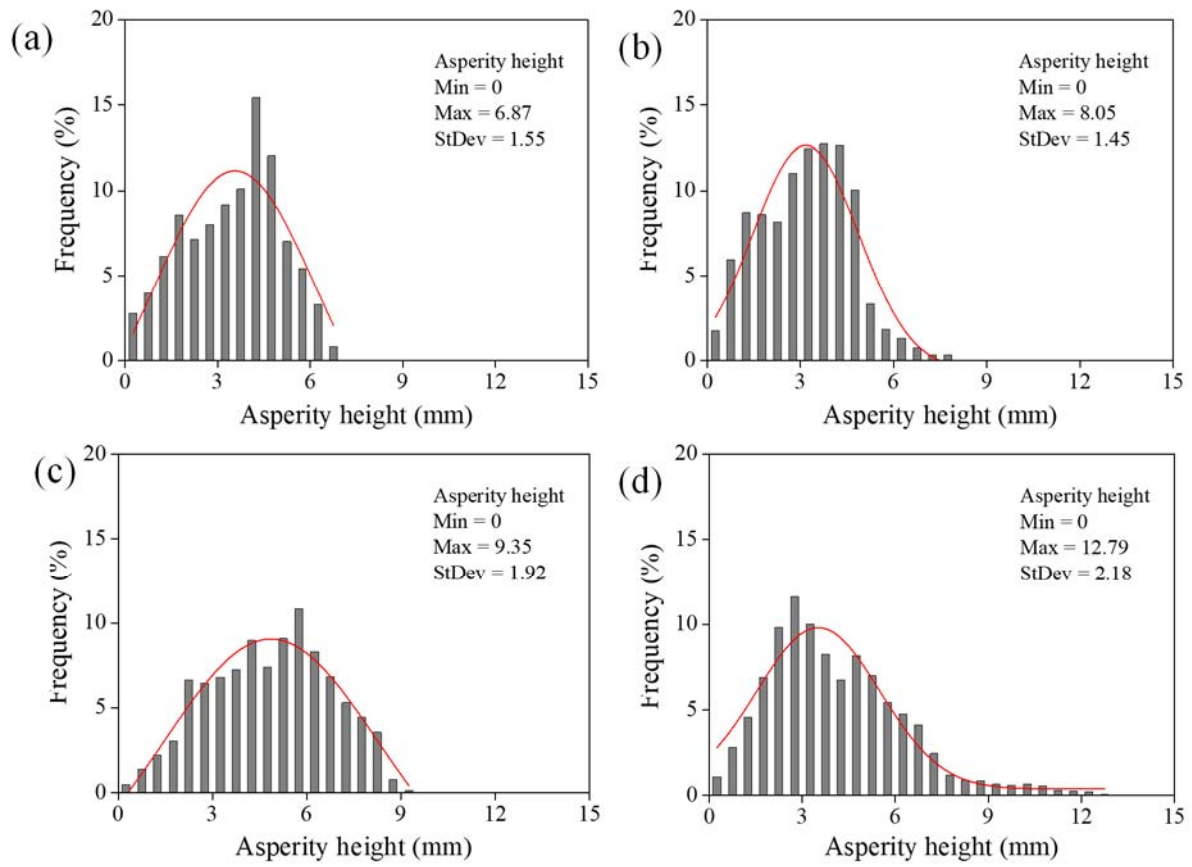 (a)
20
15
10
5
0
Frequency (%)
Asperity height
Min = 0
Max = 6.87
StDev = 1.55
0 3 6 9 12 15
Asperity height (mm)
(b)
20
15
10
5
0
Frequency (%)
Asperity height
Min = 0
Max = 8.05
StDev = 1.45
0 3 6 9 12 15
Asperity height (mm)
(c)
20
15
10
5
0
Frequency (%)
Asperity height
Min = 0
Max = 9.35
StDev = 1.92
0 3 6 9 12 15
Asperity height (mm)
(d)
20
15
10
5
0
Frequency (%)
Asperity height
Min = 0
Max = 12.79
StDev = 2.18
0 3 6 9 12 15
Asperity height (mm)